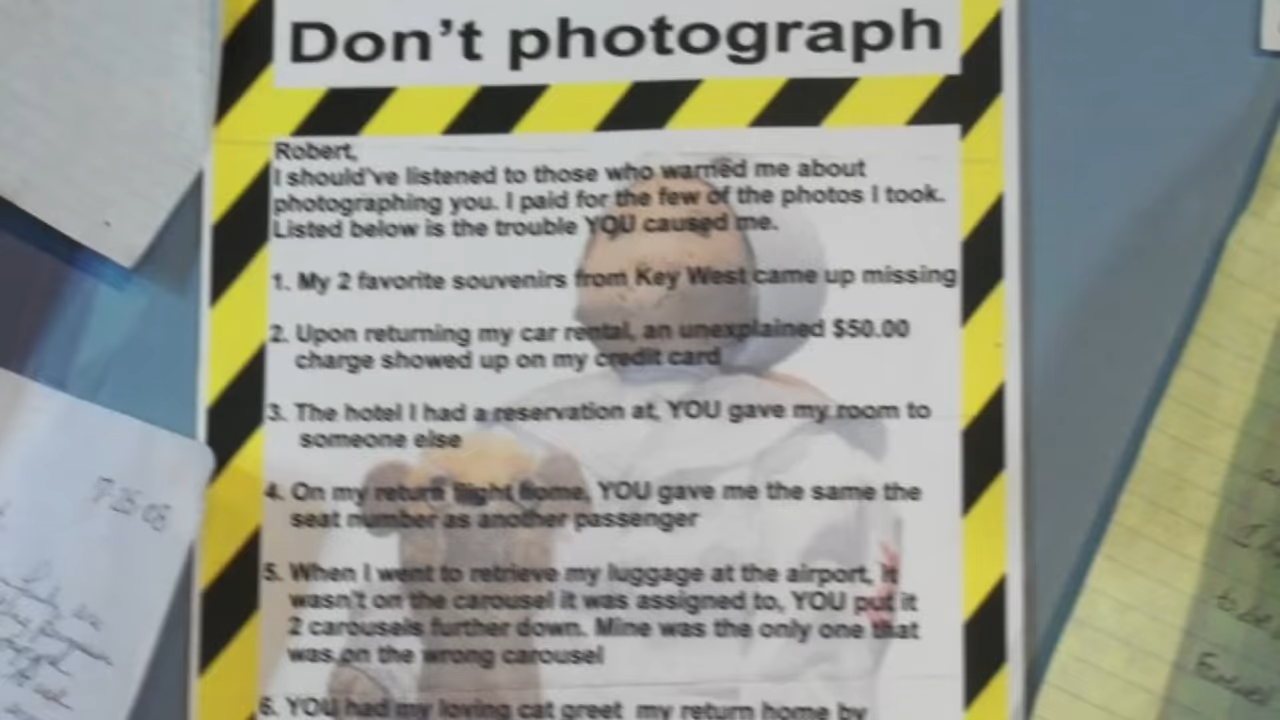 Don't photograph
Robert,
I should've listened to those who warned me about
photographing you. I paid for the few of the photos I took.
Listed below is the trouble YOU caused me.
1. My 2 favorite souvenirs from Key West came up missing
2. Upon returning my car rental, an unexplained $50.00
charge showed up on my credit card
3. The hotel I had a reservation at, YOU gave my room to
someone else
4. On my return flight home, YOU gave me the same the
seat number as another passenger
5. When I went to retrieve my luggage at the airport, it
wasn't on the carousel it was assigned to, YOU put it
2 carousels further down. Mine was the only one that
was on the wrong carousel
6. YOU had my loving cat greet my return home by
7 25 08